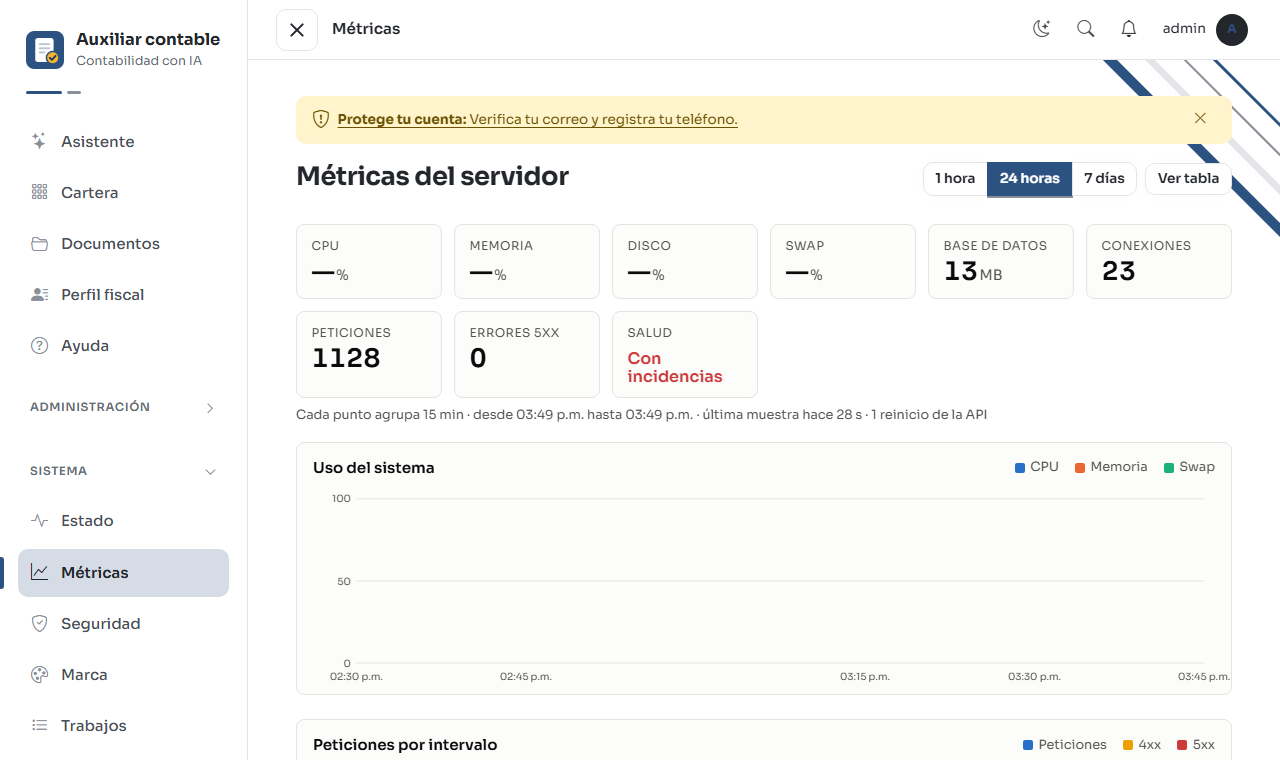 Auxiliar contable
Contabilidad con IA
Asistente
Cartera
Documentos
Perfil fiscal
Ayuda
ADMINISTRACIÓN
SISTEMA
Estado
Métricas
Seguridad
Marca
Trabajos
Métricas
admin
A
Protege tu cuenta: Verifica tu correo y registra tu teléfono.
Métricas del servidor
1 hora
24 horas
7 días
Ver tabla
CPU
—%
MEMORIA
—%
DISCO
—%
SWAP
—%
BASE DE DATOS
13 MB
CONEXIONES
23
PETICIONES
1128
ERRORES 5XX
0
SALUD
Con
incidencias
Cada punto agrupa 15 min · desde 03:49 p.m. hasta 03:49 p.m. · última muestra hace 28 s · 1 reinicio de la API
Uso del sistema
CPU
Memoria
Swap
100
50
0
02:30 p.m.
02:45 p.m.
03:15 p.m.
03:30 p.m.
03:45 p.m.
Peticiones por intervalo
Peticiones
4xx
5xx